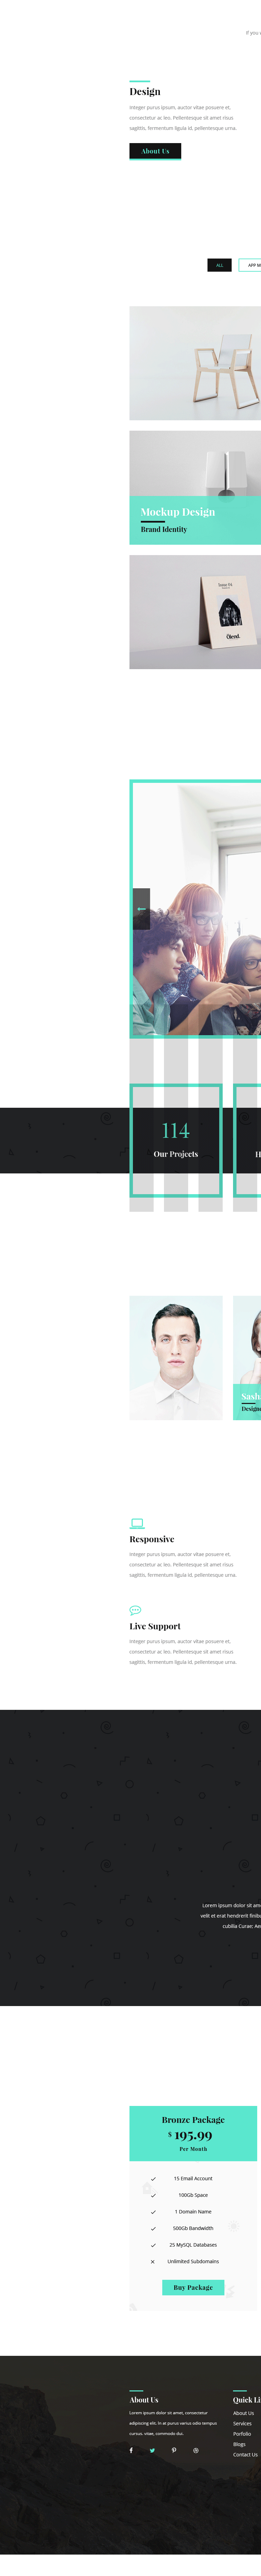 If you
Design
Integer purus ipsum, auctor vitae posuere et,
consectetur ac leo. Pellentesque sit amet risus
sagittis, fermentum ligula id, pellentesque urna.
About Us
ALL
APP
Mockup Design
Brand Identity
Issue 04
Olend
114
Our Projects
H
Sash
Design
Responsive
Integer purus ipsum, auctor vitae posuere et,
consectetur ac leo. Pellentesque sit amet risus
sagittis, fermentum ligula id, pellentesque urna.
Live Support
Integer purus ipsum, auctor vitae posuere et,
consectetur ac leo. Pellentesque sit amet risus
sagittis, fermentum ligula id, pellentesque urna.
Lorem ipsum dolor sit am
velit et erat hendrerit finib
cubilia Curae; Ae
Bronze Package
$ 195.99
Per Month
15 Email Account
100Gb Space
1 Domain Name
500Gb Bandwidth
25 MySQL Databases
Unlimited Subdomains
Buy Package
About Us
Lorem ipsum dolor sit amet, consectetur
adipiscing elit. In at purus varius odio tempus
cursus. vitae, commodo dui.
Quick Li
About Us
Services
Porfolio
Blogs
Contact Us